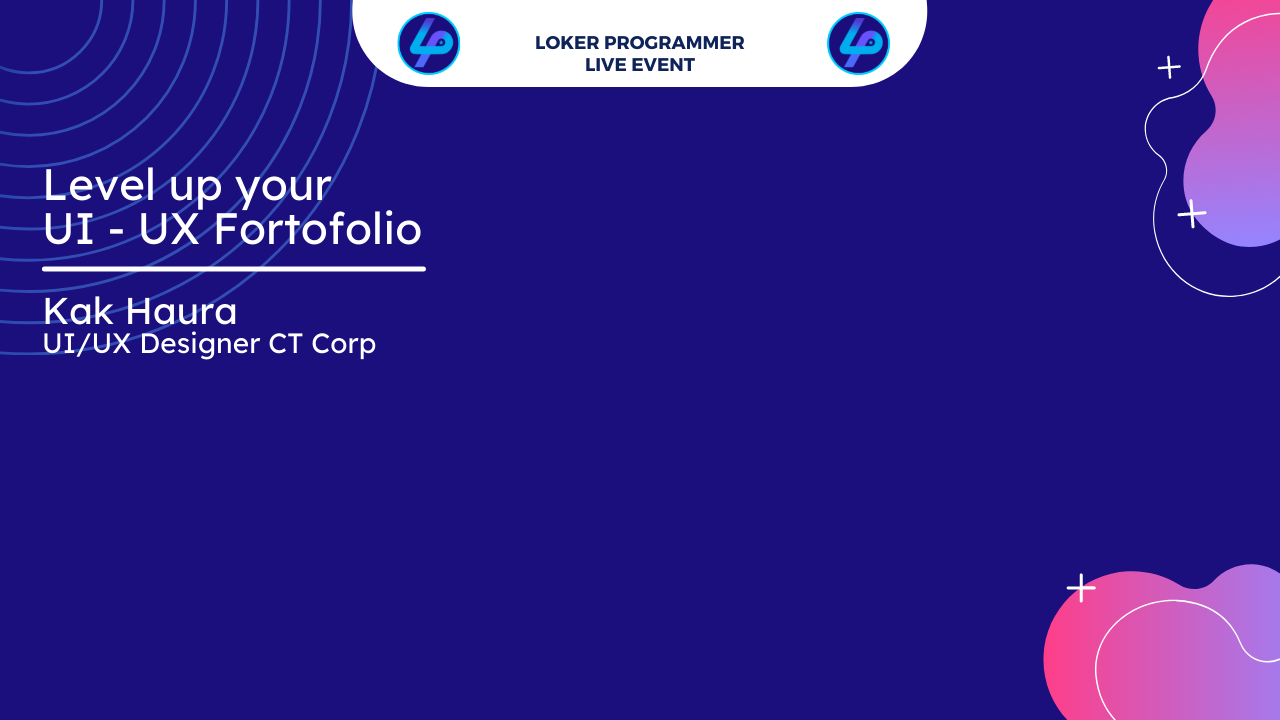 LOKER PROGRAMMER
LIVE EVENT
Level up your
UI - UX Fortofolio
Kak Haura
UI/UX Designer CT Corp